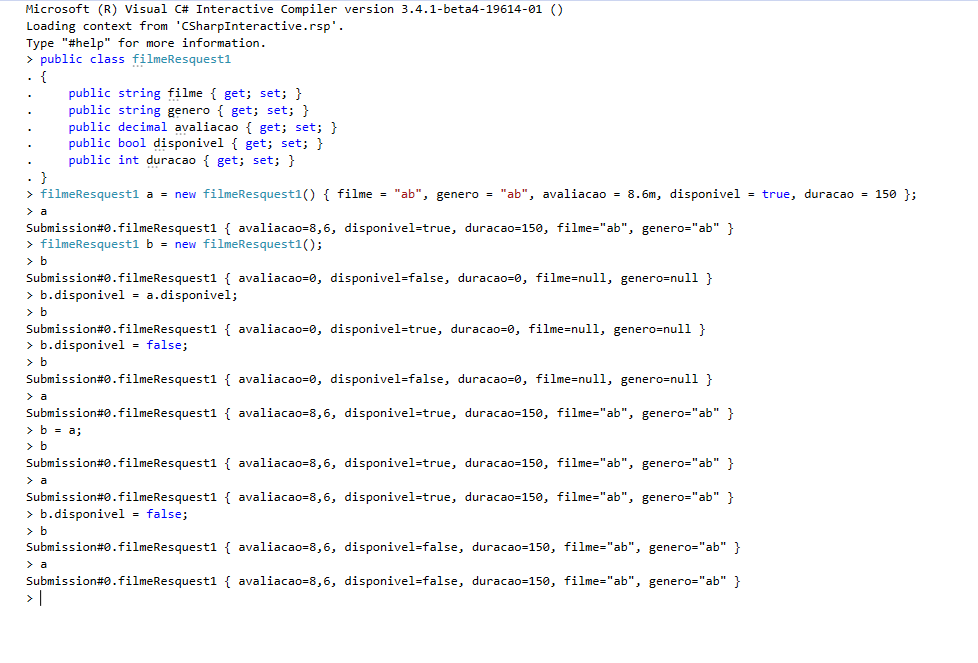 Microsoft (R) Visual C# Interactive Compiler version 3.4.1-beta4-19614-01 ()
Loading context from 'CSharpInteractive.rsp'.
Type "#help" for more information.
> public class filmeResquest1
. {
.     public string filme { get; set; }
.     public string genero { get; set; }
.     public decimal avaliacao { get; set; }
.     public bool disponivel { get; set; }
.     public int duracao { get; set; }
. }
> filmeResquest1 a = new filmeResquest1() { filme = "ab", genero = "ab", avaliacao = 8.6m, disponivel = true, duracao = 150 };
> a
Submission#0.filmeResquest1 { avaliacao=8,6, disponivel=true, duracao=150, filme="ab", genero="ab" }
> filmeResquest1 b = new filmeResquest1();
> b
Submission#0.filmeResquest1 { avaliacao=0, disponivel=false, duracao=0, filme=null, genero=null }
> b.disponivel = a.disponivel;
> b
Submission#0.filmeResquest1 { avaliacao=0, disponivel=true, duracao=0, filme=null, genero=null }
> b.disponivel = false;
> b
Submission#0.filmeResquest1 { avaliacao=0, disponivel=false, duracao=0, filme=null, genero=null }
> a
Submission#0.filmeResquest1 { avaliacao=8,6, disponivel=true, duracao=150, filme="ab", genero="ab" }
> b = a;
> b
Submission#0.filmeResquest1 { avaliacao=8,6, disponivel=true, duracao=150, filme="ab", genero="ab" }
> a
Submission#0.filmeResquest1 { avaliacao=8,6, disponivel=true, duracao=150, filme="ab", genero="ab" }
> b.disponivel = false;
> b
Submission#0.filmeResquest1 { avaliacao=8,6, disponivel=false, duracao=150, filme="ab", genero="ab" }
> a
Submission#0.filmeResquest1 { avaliacao=8,6, disponivel=false, duracao=150, filme="ab", genero="ab" }
>